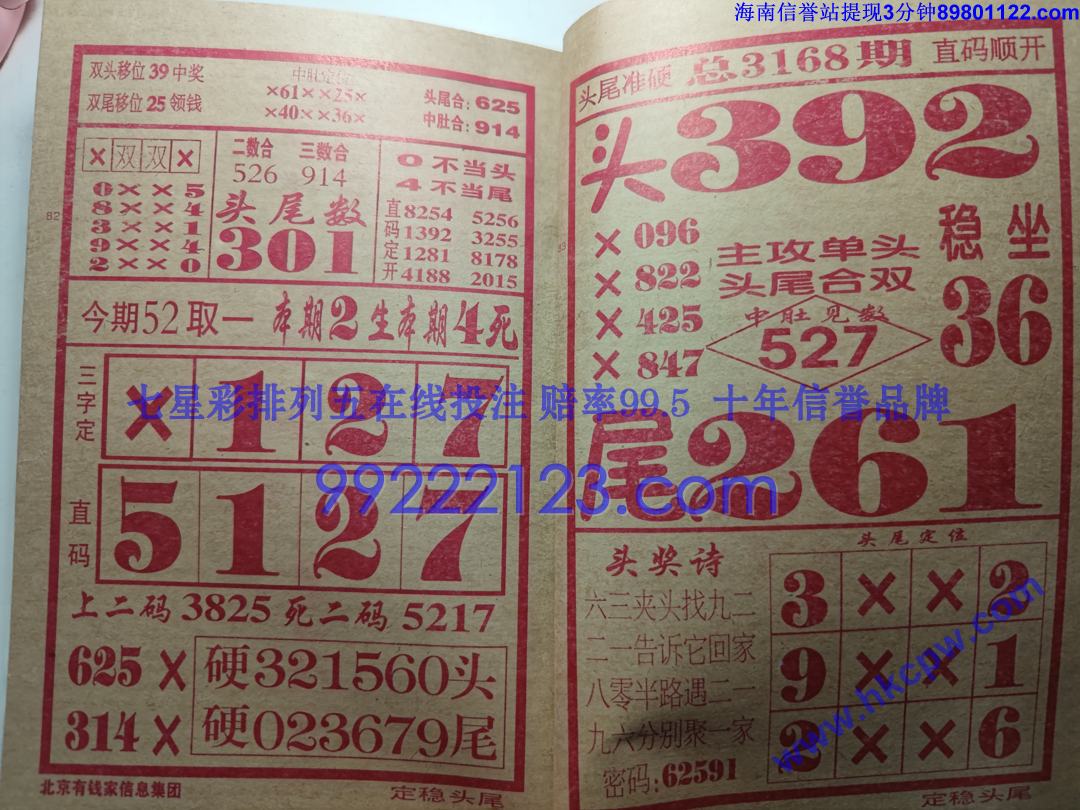 海南信誉站提现3分钟89801122.com
双头移位39中奖
双尾移位25领钱
中肚定位
×61××25×
×40××36×
头尾合:625
中肚合:914
×双双×
0××5
8××4
3××1
9××4
2××0
二数合 三数合
526 914
头尾数
301
0不当头
4不当尾
直码定开
8254 5256
1392 3255
1281 8178
4188 2015
今期52取一 本期2生本期4死
三字定
×127
直码
5127
上二码3825死二码5217
625× 硬321560头
314× 硬023679尾
北京有钱家信息集团
定稳头尾
82
头尾准硬 总3168期 直码顺开
头392
×096
×822
×425
×847
主攻单头
头尾合双
中肚见数
527
稳坐
36
尾261
83
头奖诗
六三夹头找九二
二一告诉它回家
八零半路遇二一
九六分别聚一家
密码:62591
头尾定位
3××2
9××1
2××6
定稳头尾
七星彩排列五在线投注 赔率99.5 十年信誉品牌
99222123.com
www.hkcpw.com